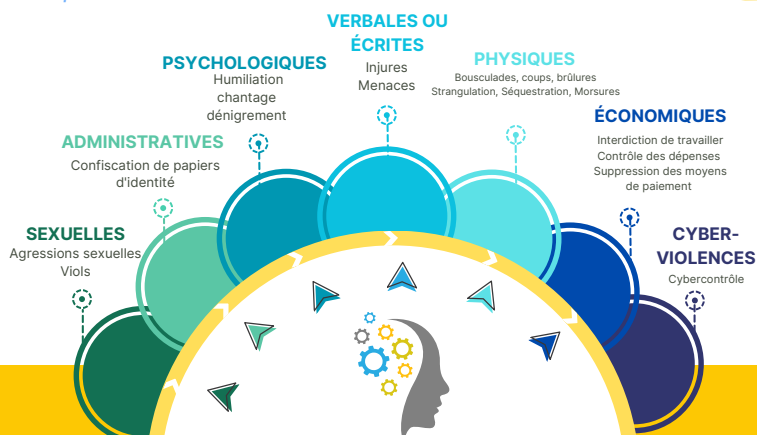 VERBALES OU
ÉCRITES
Injures
Menaces
PSYCHOLOGIQUES
Humiliation
chantage
dénigrement
PHYSIQUES
Bousculades, coups, brûlures
Strangulation, Séquestration, Morsures
ADMINISTRATIVES
Confiscation de papiers
d'identité
ÉCONOMIQUES
Interdiction de travailler
Contrôle des dépenses
Suppression des moyens
de paiement
SEXUELLES
Agressions sexuelles
Viols
CYBER-
VIOLENCES
Cybercontrôle